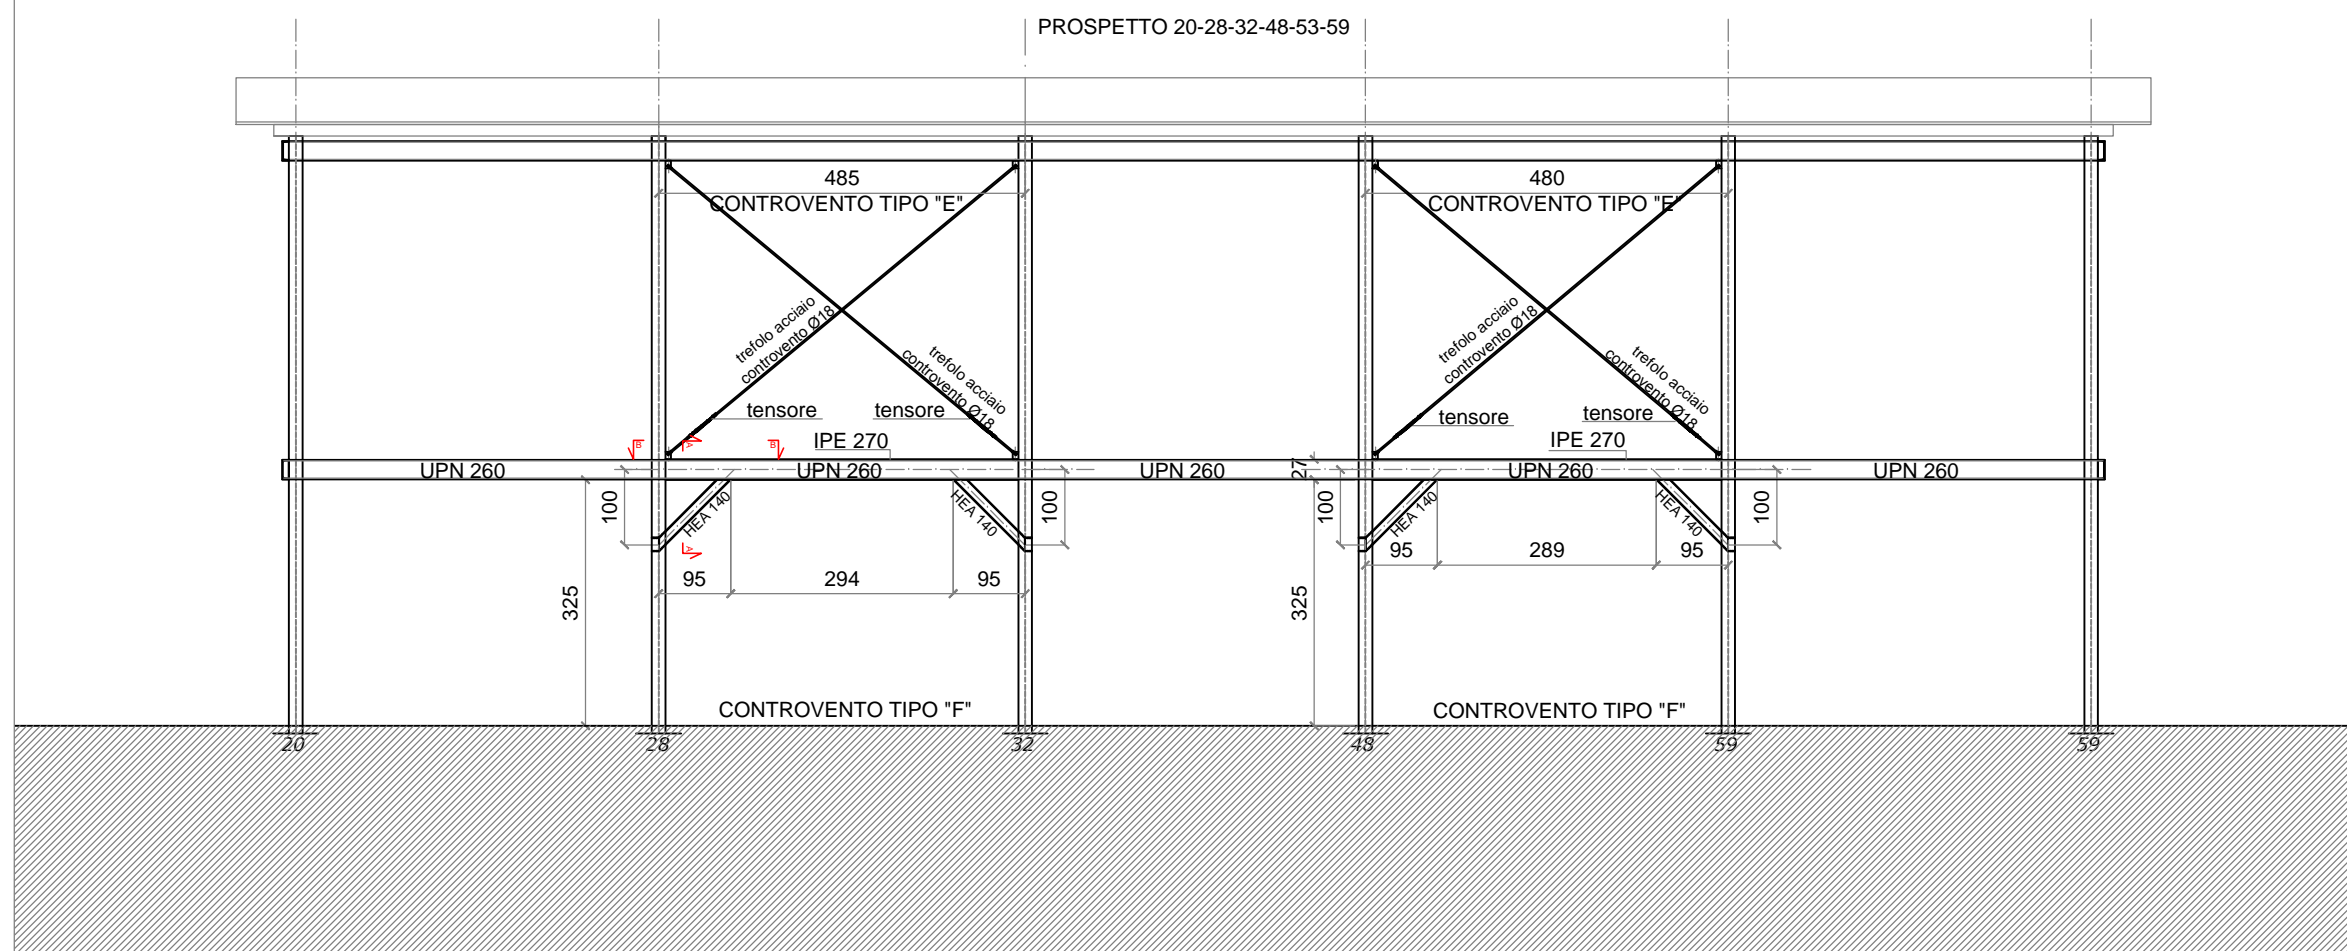 PROSPETTO 20-28-32-48-53-59
485
CONTROVENTO TIPO "E"
480
CONTROVENTO TIPO "E"
trefolo acciaio
controvento Ø18
trefolo acciaio
controvento Ø18
trefolo acciaio
controvento Ø18
trefolo acciaio
controvento Ø18
tensore
tensore
tensore
tensore
B
A
B
IPE 270
IPE 270
UPN 260
UPN 260
UPN 260
27
UPN 260
UPN 260
100
HEA 140
HEA 140
100
100
HEA 140
HEA 140
100
A
95
294
95
95
289
95
325
325
CONTROVENTO TIPO "F"
CONTROVENTO TIPO "F"
20
28
32
48
59
59